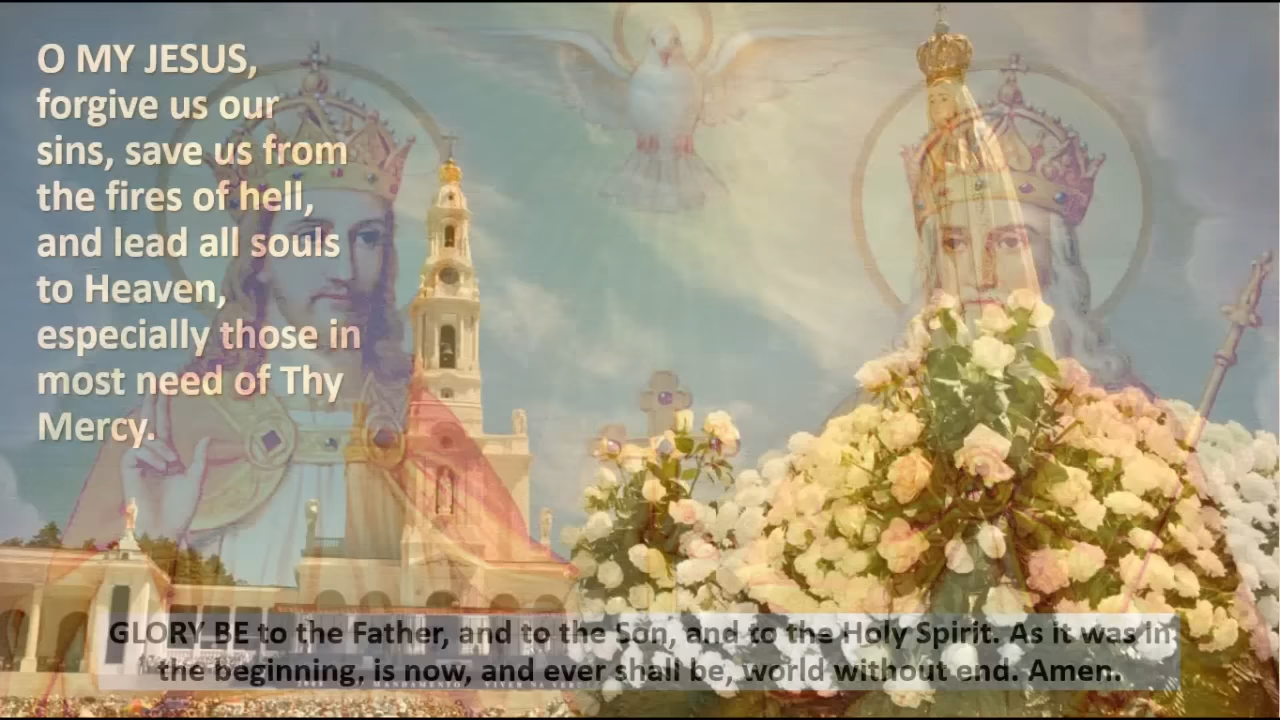 O MY JESUS,
forgive us our
sins, save us from
the fires of hell,
and lead all souls
to Heaven,
especially those in
most need of Thy
Mercy.
GLORY BE to the Father, and to the Son, and to the Holy Spirit. As it was in
the beginning, is now, and ever shall be, world without end. Amen.
MANDAMENTO VIVER NA